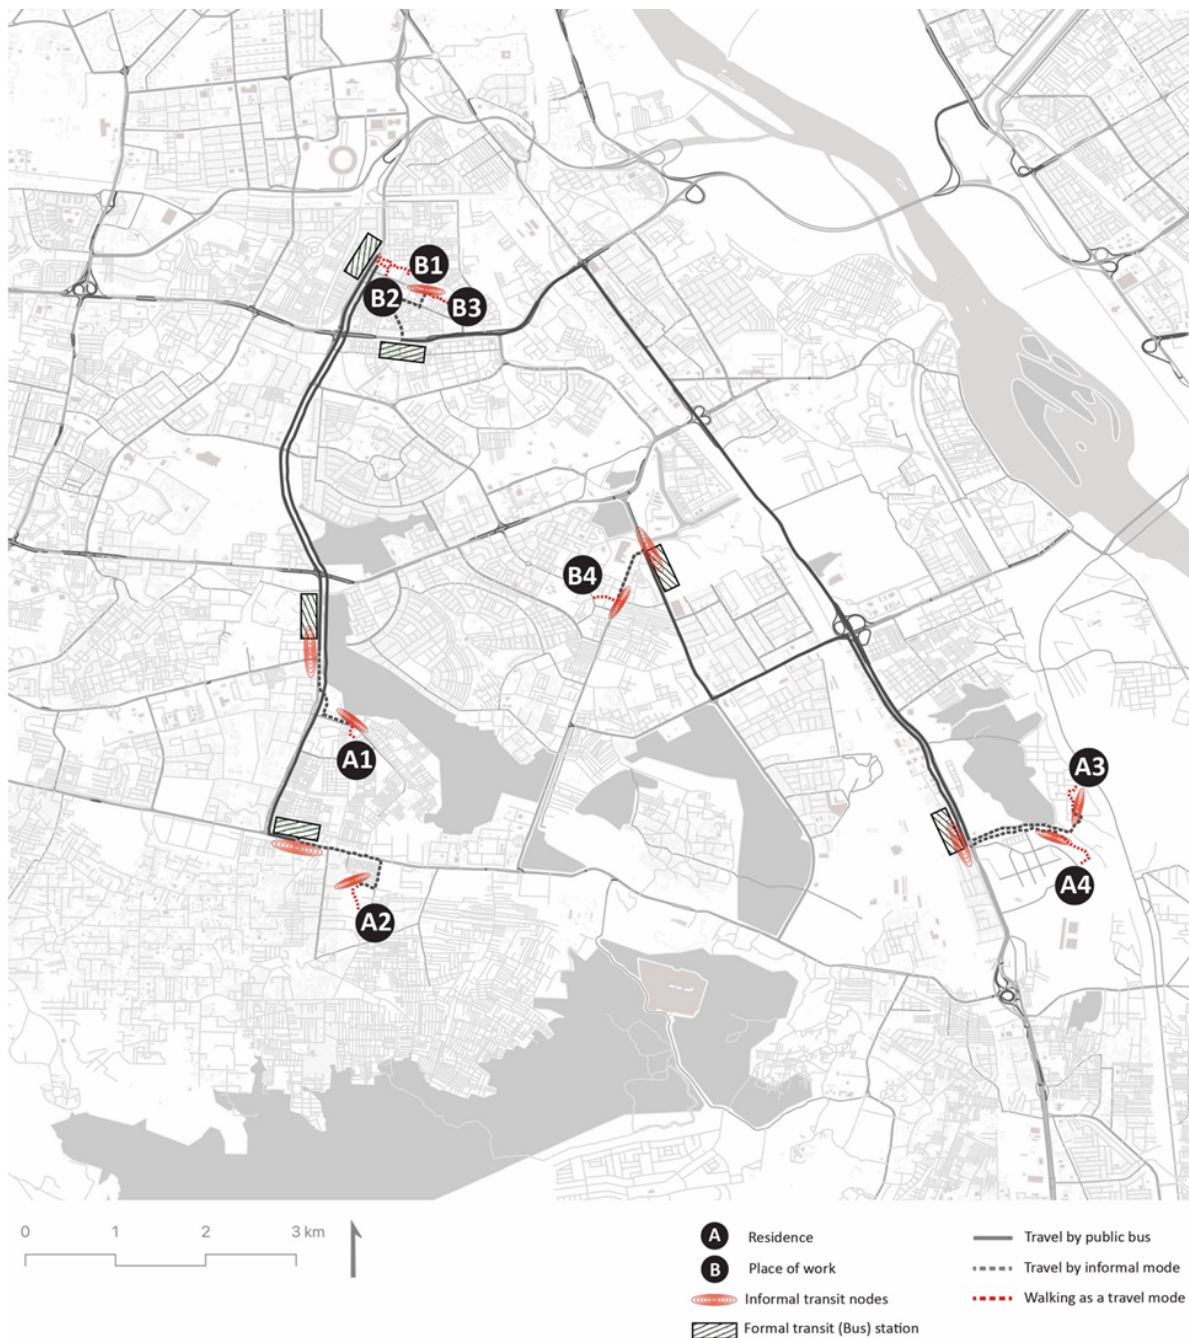 B1
B2
B3
B4
A1
A3
A4
A2
0 1 2 3 km
A Residence
B Place of work
Informal transit nodes
Formal transit (Bus) station
Travel by public bus
Travel by informal mode
Walking as a travel mode